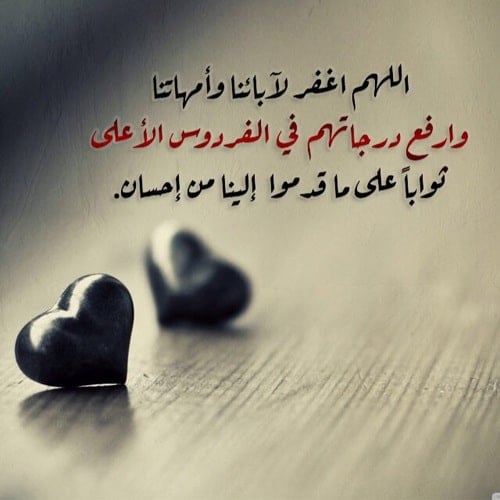 اللهم اغفر لآبائنا وأمهاتنا
وارفع درجاتهم في الفردوس الأعلى
ثواباً على ما قدموا إلينا من إحسان.